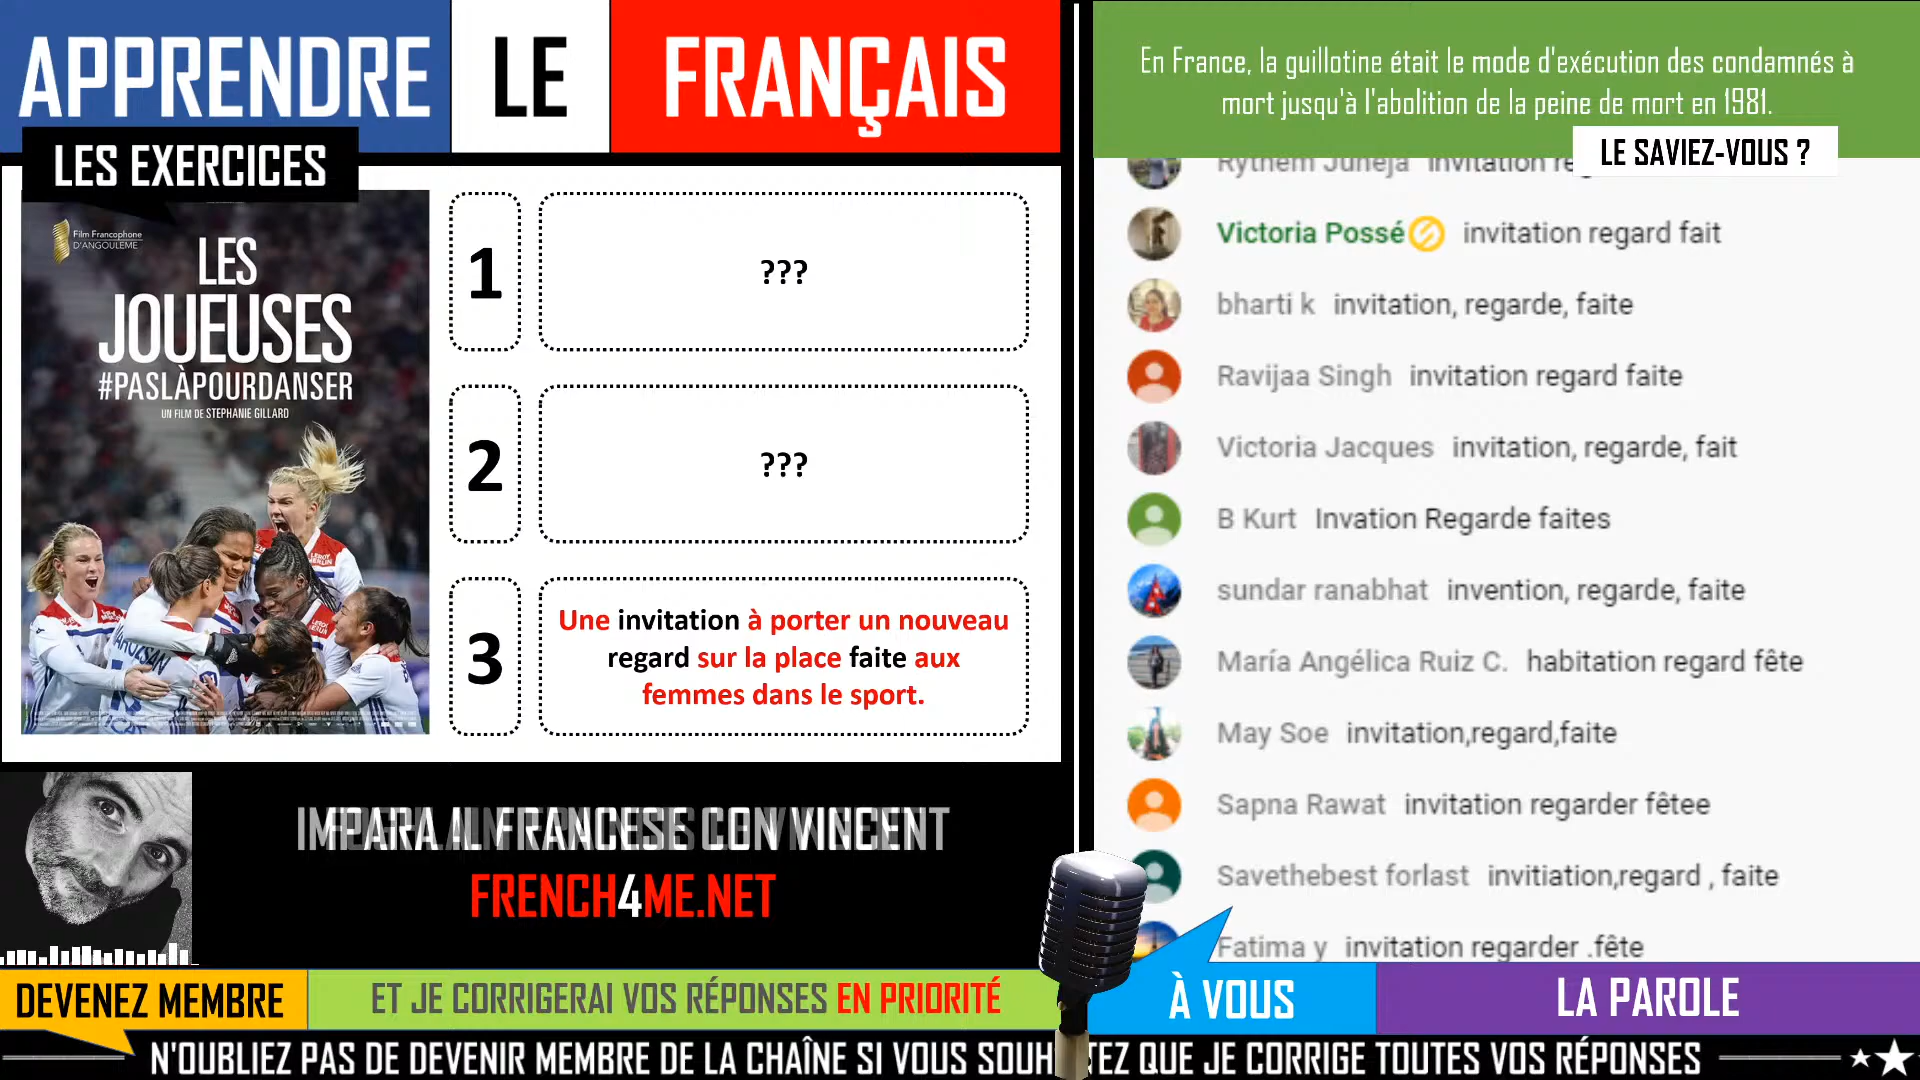 APPRENDRE LE FRANÇAIS
LES EXERCICES
Film Francophone
D'ANGOULÊME
LES
JOUEUSES
#PASLÀPOURDANSER
UN FILM DE STEPHANIE GILLARD
1
???
2
???
3
Une invitation à porter un nouveau
regard sur la place faite aux
femmes dans le sport.
FRANCESE CON VINCENT
FRENCH4ME.NET
DEVENEZ MEMBRE
ET JE CORRIGERAI VOS RÉPONSES EN PRIORITÉ
En France, la guillotine était le mode d'exécution des condamnés à
mort jusqu'à l'abolition de la peine de mort en 1981.
LE SAVIEZ-VOUS ?
Rythem Juneja invitation
Victoria Possé invitation regard fait
bharti k invitation, regarde, faite
Ravijaa Singh invitation regard faite
Victoria Jacques invitation, regarde, fait
B Kurt Invation Regarde faites
sundar ranabhat invention, regarde, faite
María Angélica Ruiz C. habitation regard fête
May Soe invitation,regard,faite
Sapna Rawat invitation regarder fêtee
Savethebest forlast invitiation,regard , faite
Fatima y invitation regarder .fête
À VOUS
LA PAROLE
N'OUBLIEZ PAS DE DEVENIR MEMBRE DE LA CHAÎNE SI VOUS SOUH TEZ QUE JE CORRIGE TOUTES VOS RÉPONSES